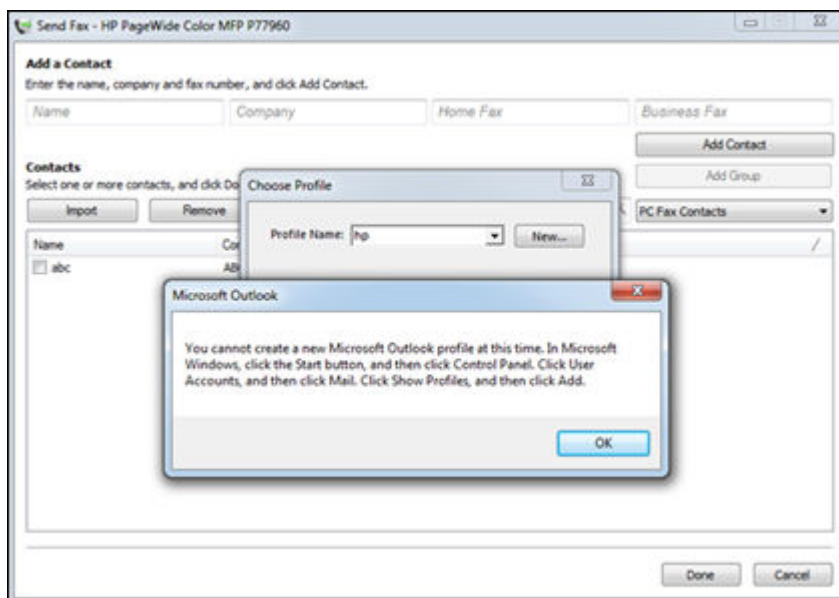 Send Fax - HP PageWide Color MFP P77960
Add a Contact
Enter the name, company and fax number, and click Add Contact.
Name Company Home Fax Business Fax
Add Contact
Contacts
Select one or more contacts, and click Do
Add Group
Import Remove
PC Fax Contacts
Name
abc
Choose Profile
Profile Name: hp New...
Microsoft Outlook
You cannot create a new Microsoft Outlook profile at this time. In Microsoft
Windows, click the Start button, and then click Control Panel. Click User
Accounts, and then click Mail. Click Show Profiles, and then click Add.
OK
Done Cancel